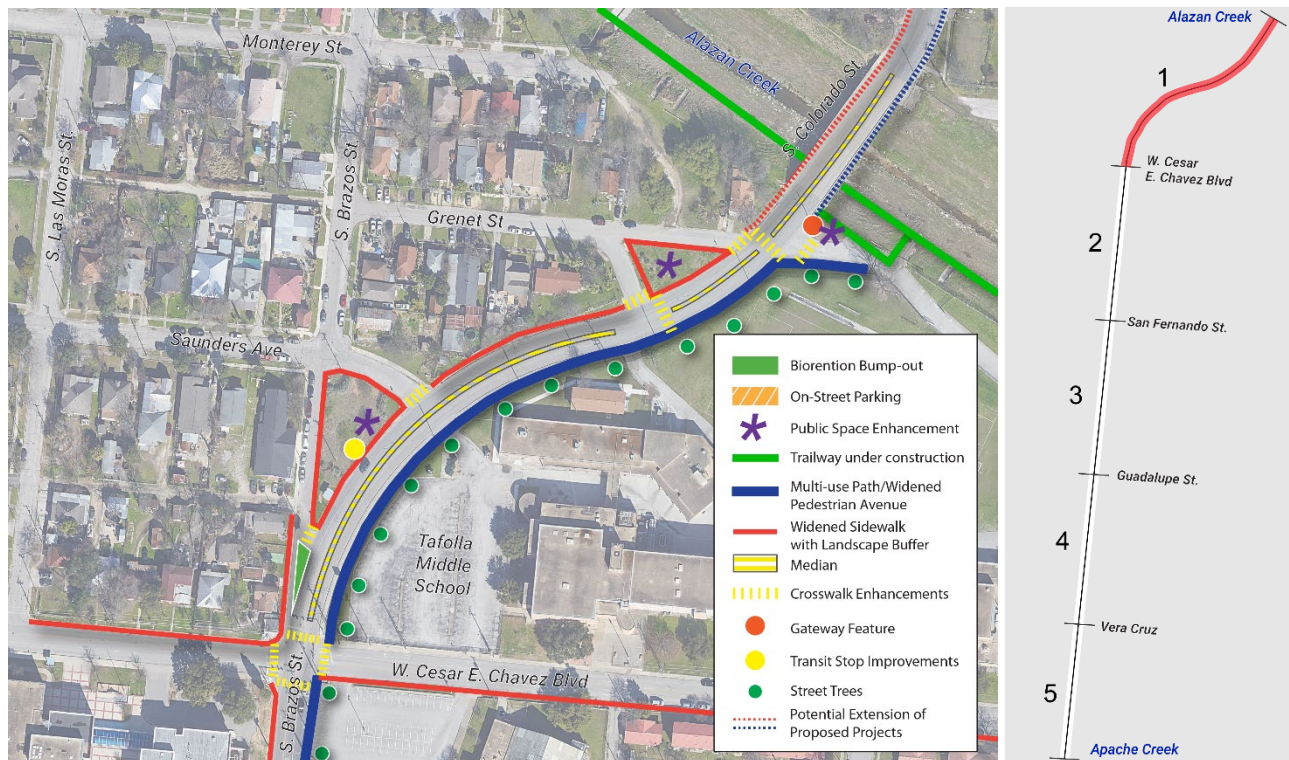 Monterey St
Alazan Creek
S. Colorado St.
S. Las Moras St.
S. Brazos St.
Grenet St
Saunders Ave
Tafolla
Middle
School
W. Cesar E. Chavez Blvd
S. Brazos St
Biorention Bump-out
On-Street Parking
Public Space Enhancement
Trailway under construction
Multi-use Path/Widened
Pedestrian Avenue
Widened Sidewalk
with Landscape Buffer
Median
Crosswalk Enhancements
Gateway Feature
Transit Stop Improvements
Street Trees
Potential Extension of
Proposed Projects
Alazan Creek
1
W. Cesar
E. Chavez Blvd
2
San Fernando St.
3
Guadalupe St.
4
Vera Cruz
5
Apache Creek